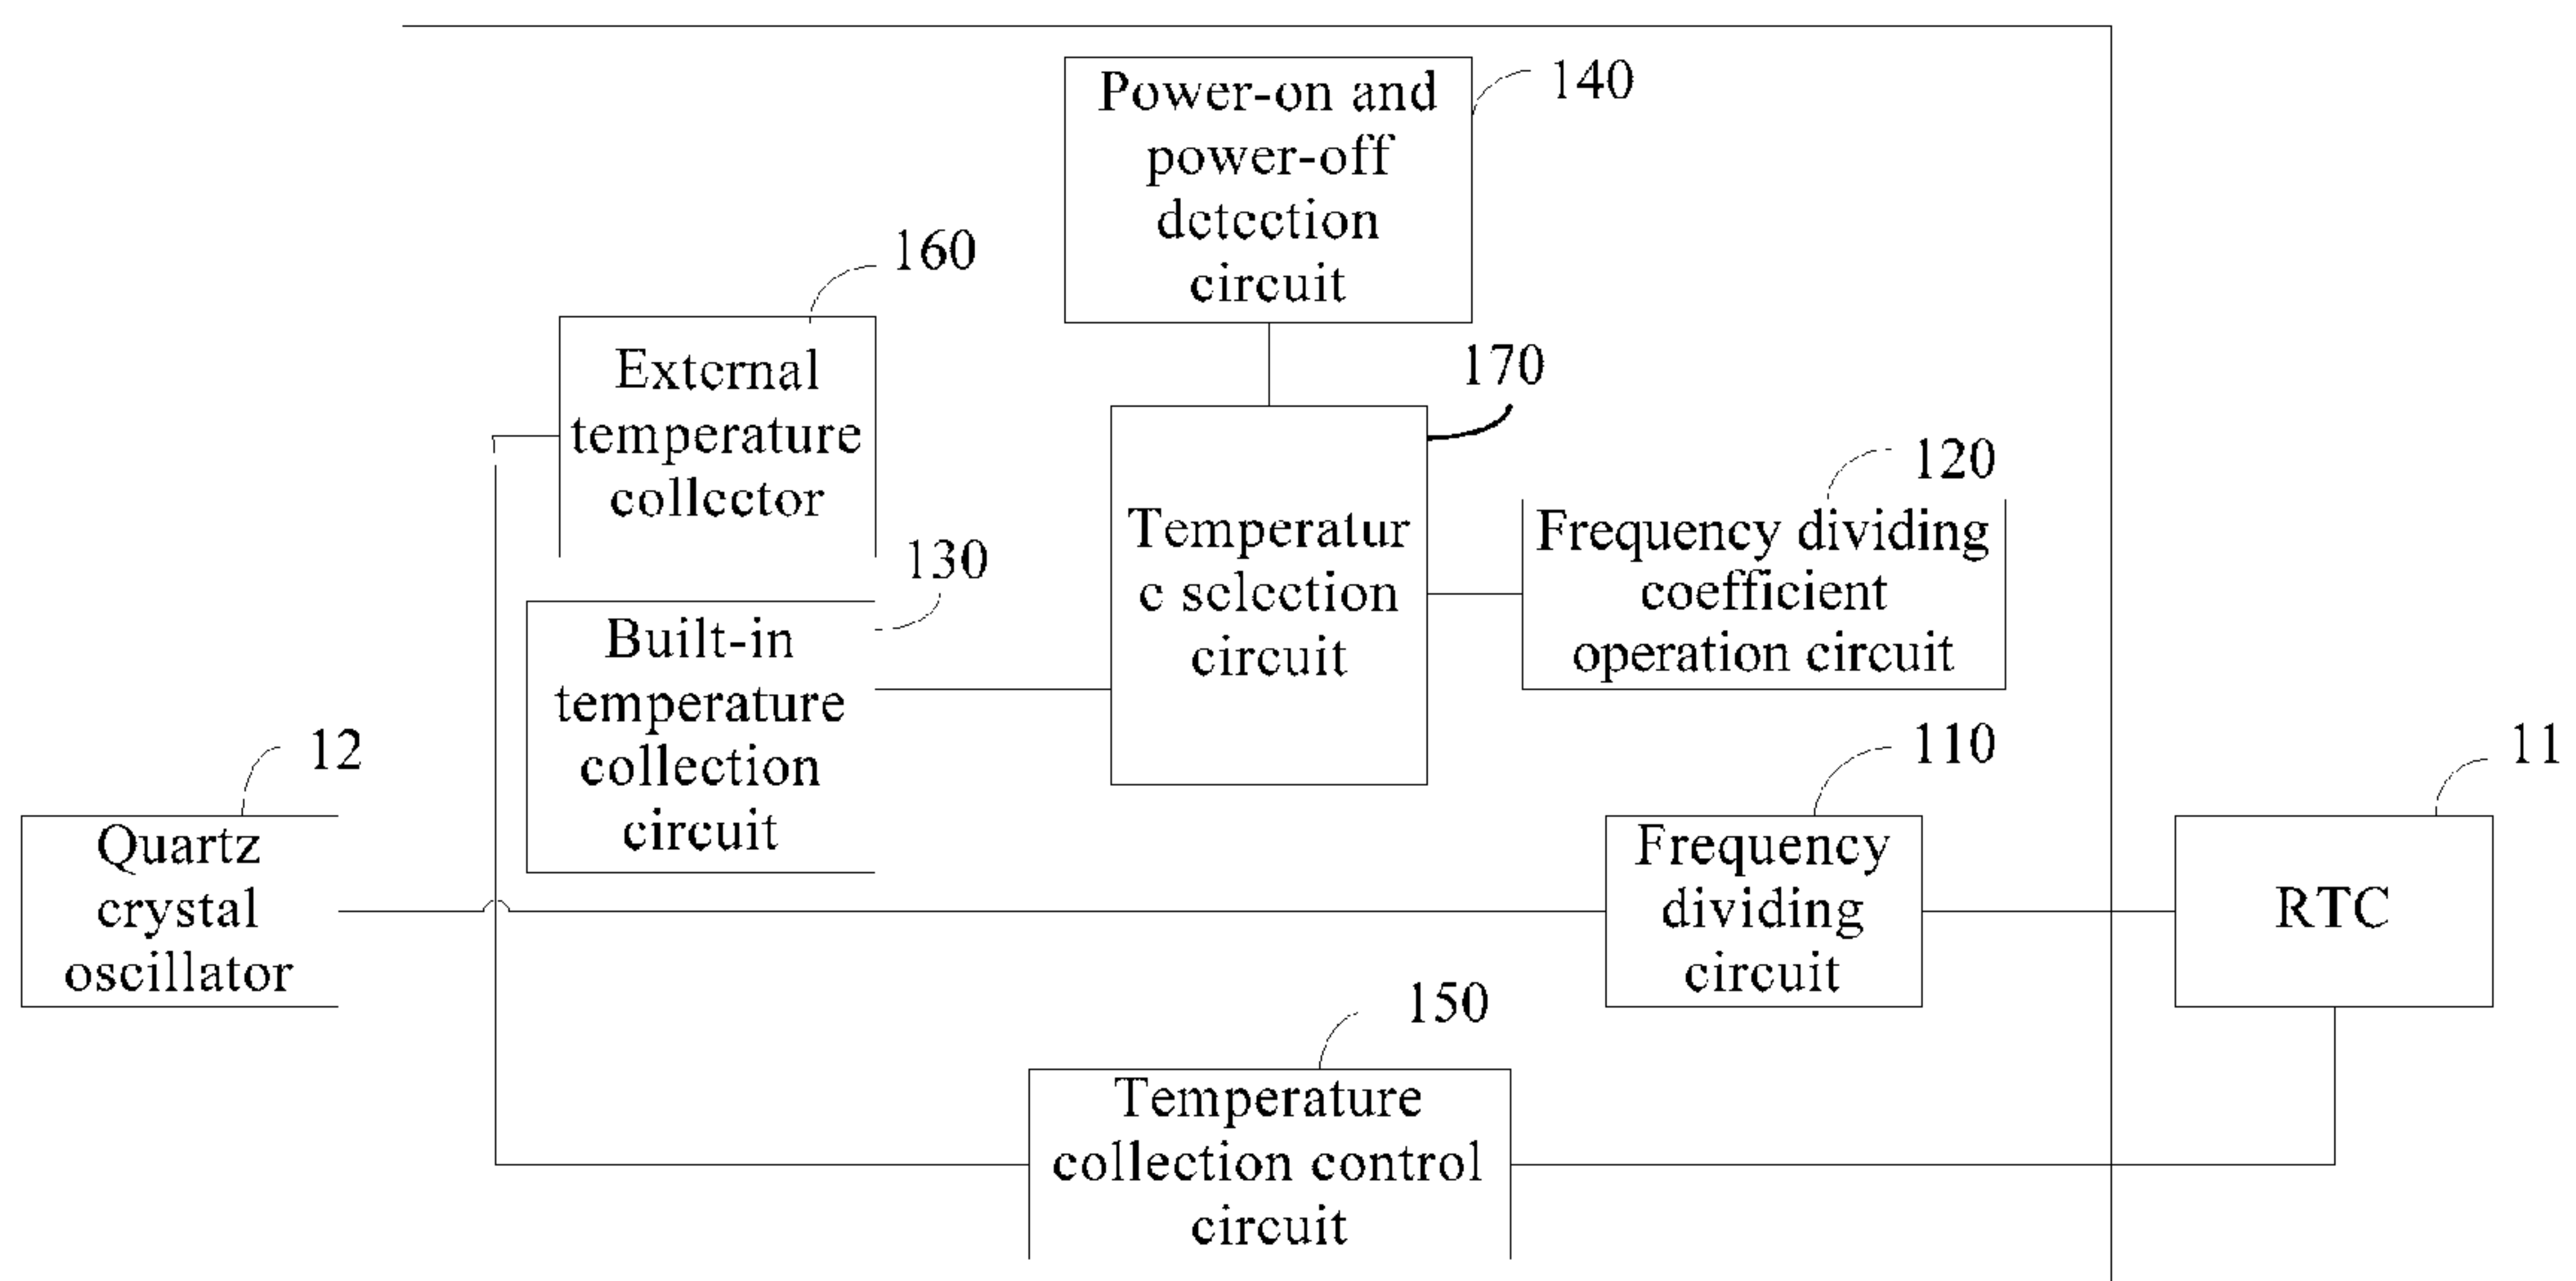 Power-on and
power-off
detection
circuit
140
160
External
temperature
collector
170
Temperatur
e selection
circuit
120
Frequency dividing
coefficient
operation circuit
130
Built-in
temperature
collection
circuit
12
Quartz
crystal
oscillator
110
Frequency
dividing
circuit
11
RTC
150
Temperature
collection control
circuit